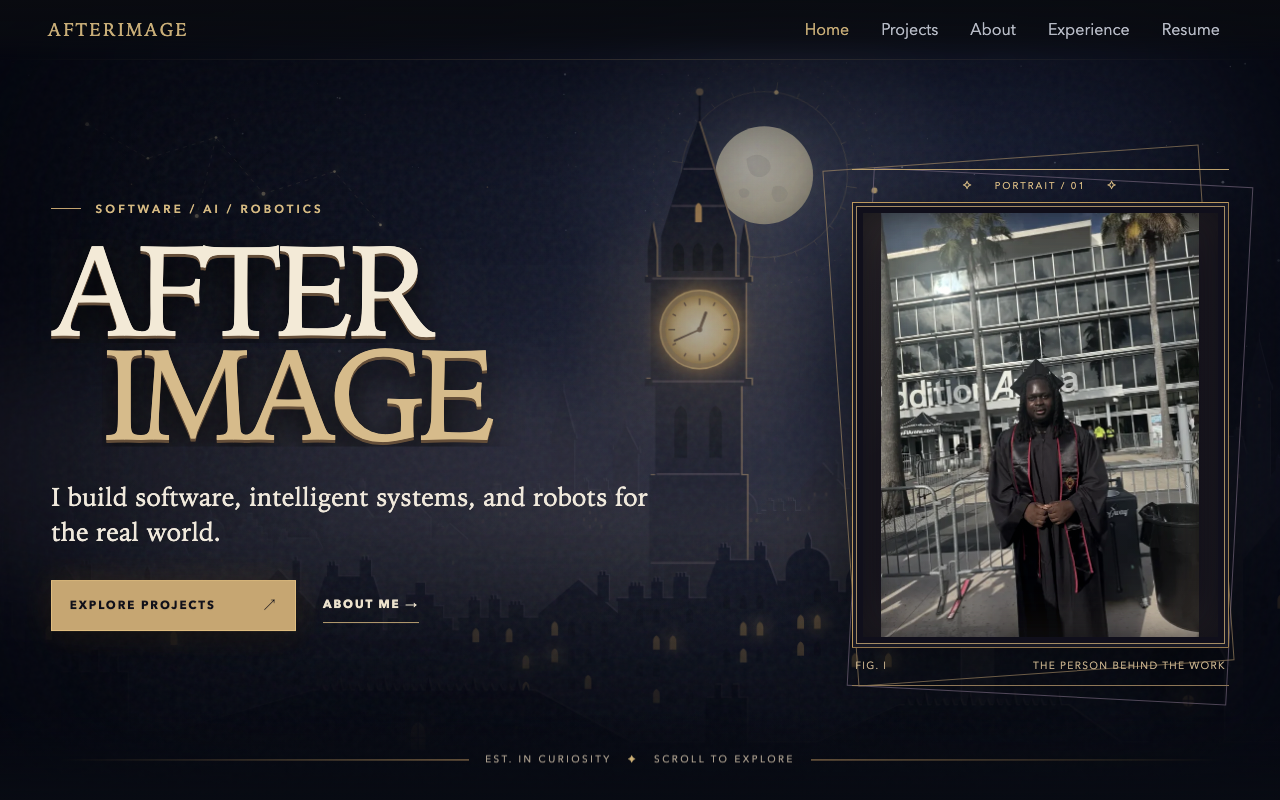 AFTERIMAGE
Home Projects About Experience Resume
SOFTWARE / AI / ROBOTICS
AFTER
IMAGE
I build software, intelligent systems, and robots for
the real world.
EXPLORE PROJECTS ↗
ABOUT ME →
PORTRAIT / 01
ddition
FIG. I
THE PERSON BEHIND THE WORK
EST. IN CURIOSITY ✦ SCROLL TO EXPLORE